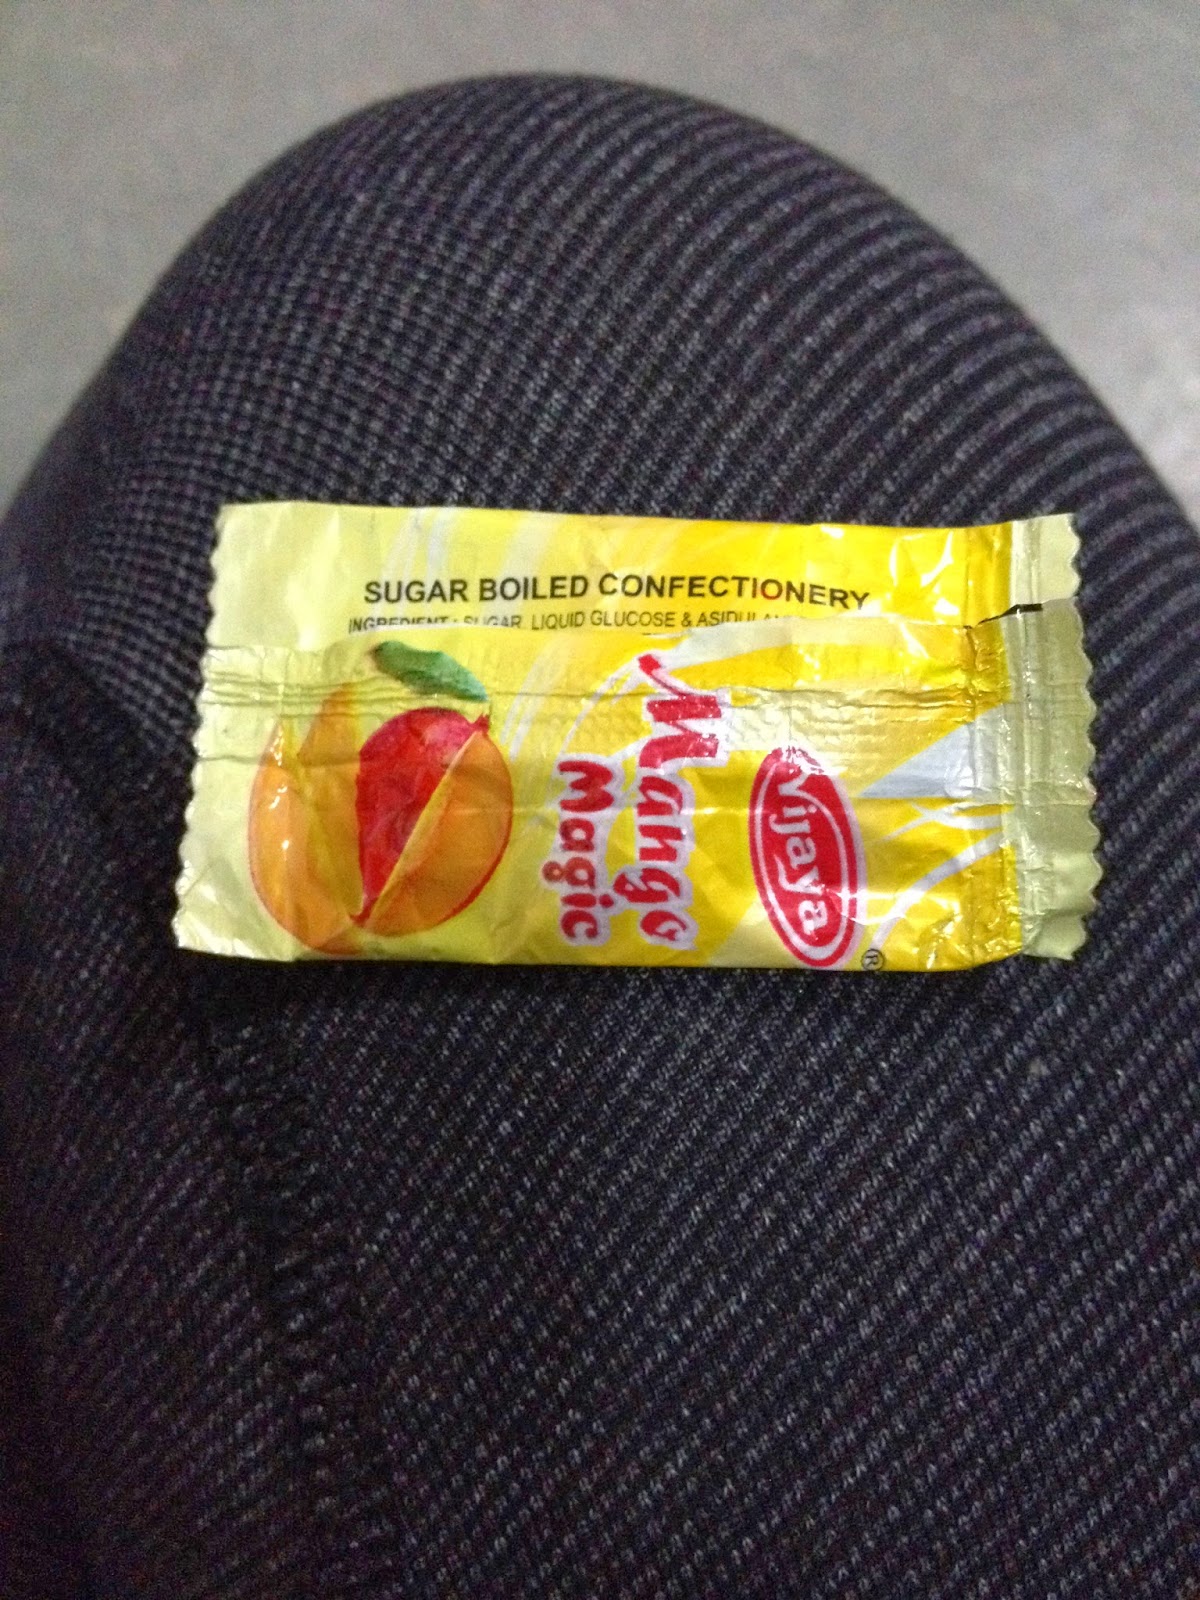 SUGAR BOILED CONFECTIONERY
INGREDIENT : SUGAR, LIQUID GLUCOSE &
Vijaya
®
Mango
Magic